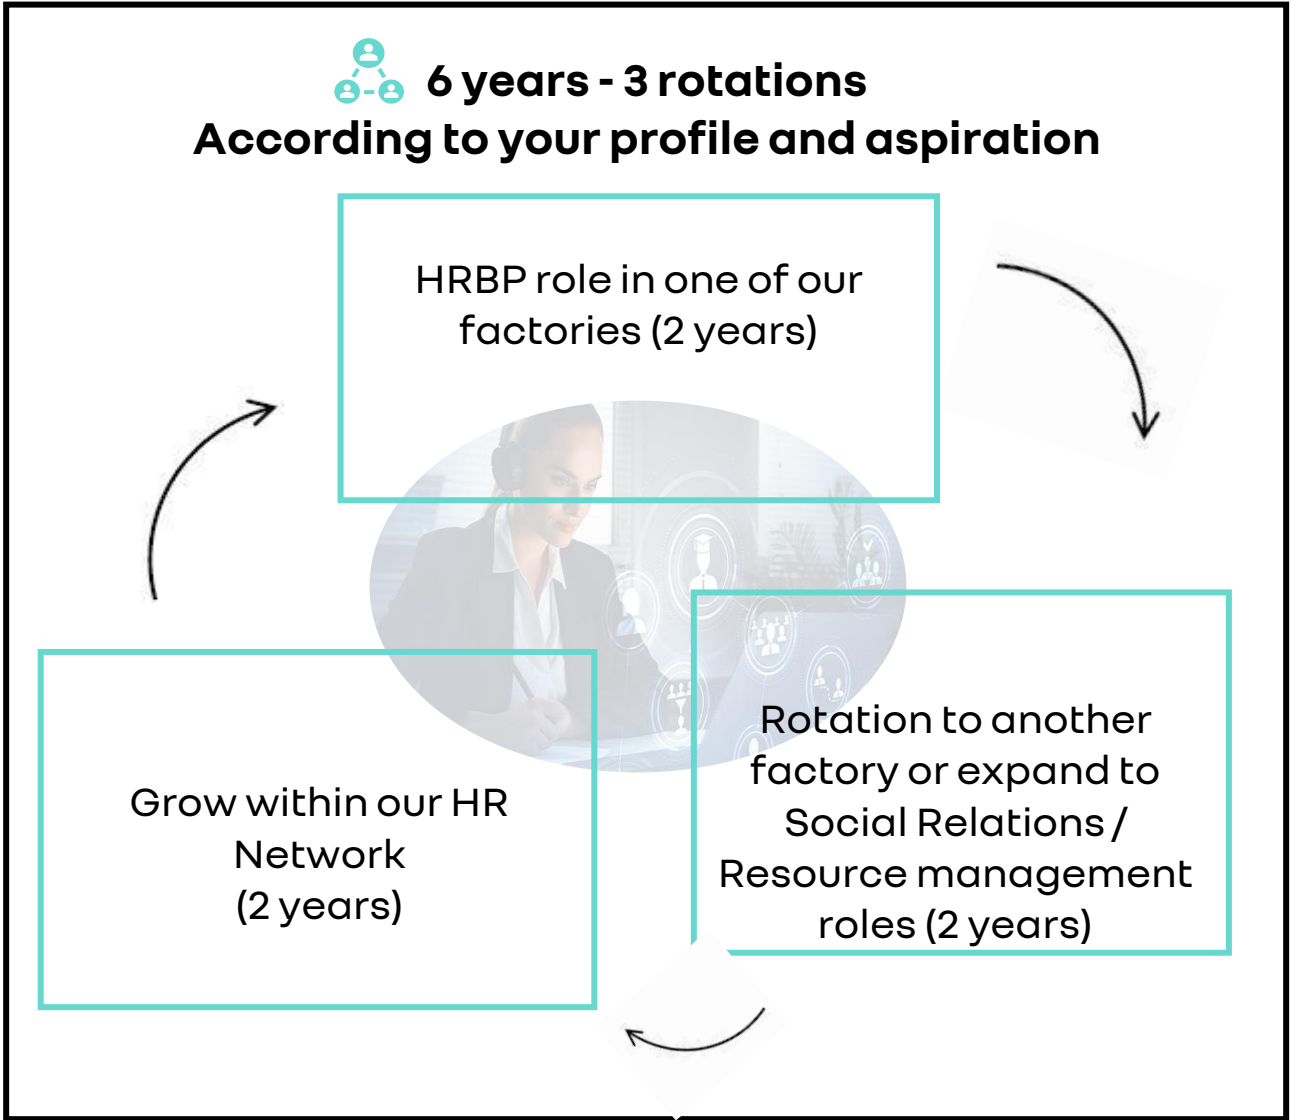 6 years - 3 rotations
According to your profile and aspiration
HRBP role in one of our
factories (2 years)
Rotation to another
factory or expand to
Social Relations /
Resource management
roles (2 years)
Grow within our HR
Network
(2 years)